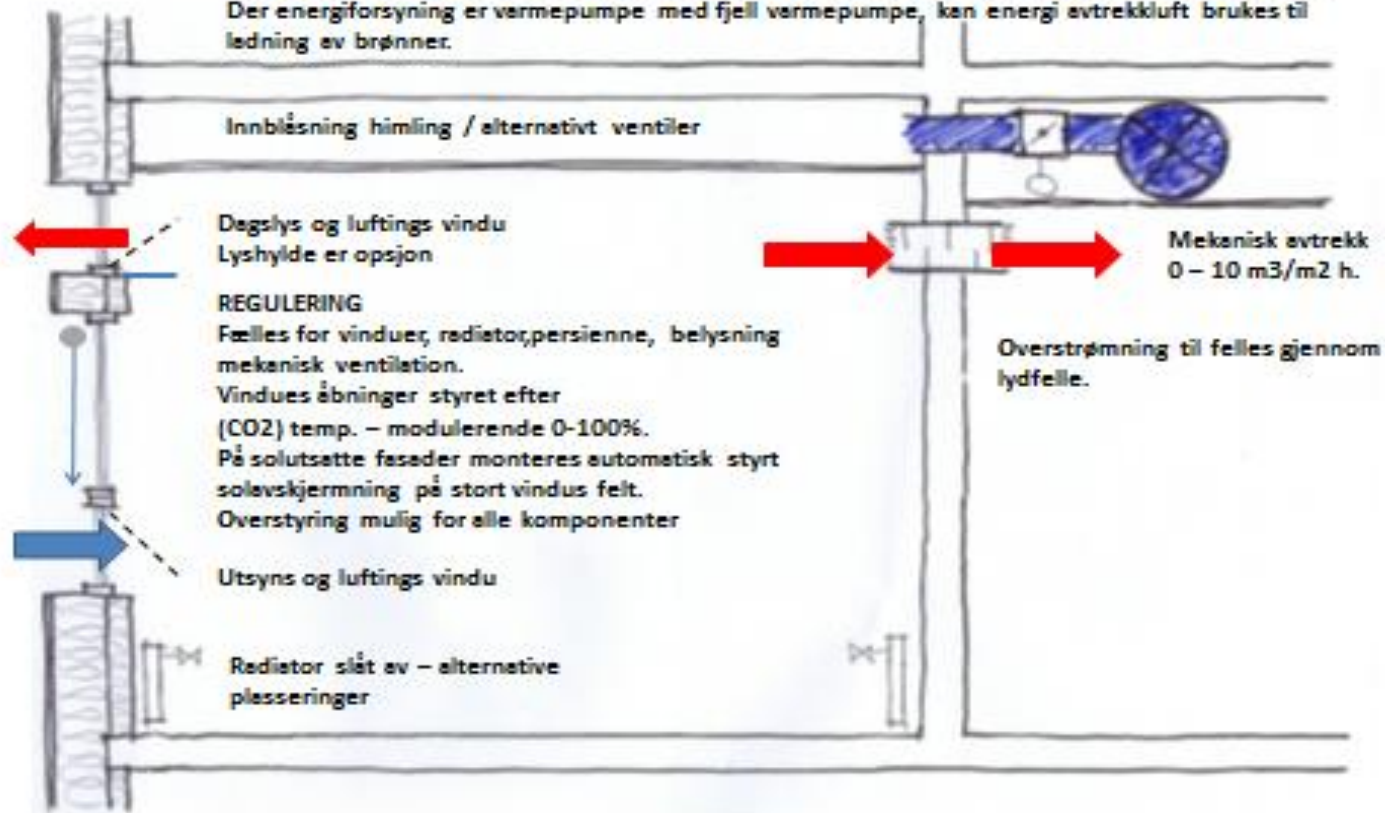 Der energiforsyning er varmepumpe med fjell varmepumpe, kan energi avtrekkluft brukes til
ladning av brønner.
Innblåsning himling / alternativt ventiler
Dagslys og luftings vindu
Lyshylde er opsjon
REGULERING
Fælles for vinduer, radiator,persienne, belysning
mekanisk ventilation.
Vindues åbninger styret efter
(CO2) temp. – modulerende 0-100%.
På solutsatte fasader monteres automatisk styrt
solavskjermning på stort vindus felt.
Overstyring mulig for alle komponenter
Utsyns og luftings vindu
Radiator slåt av – alternative
plasseringer
Mekanisk avtrekk
0 – 10 m3/m2 h.
Overstrømning til felles gjennom
lydfelle.